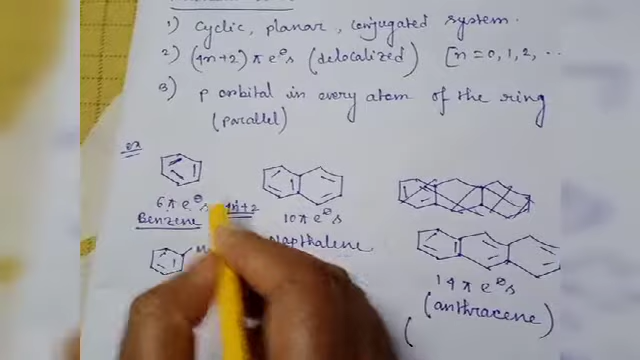 1) Cyclic, planar, conjugated system.
2) (4n+2) π e⊖s (delocalized) [n = 0, 1, 2, ..
3) p orbital in every atom of the ring
(parallel)
ex
6π e⊖s 4n+2
Benzene
10π e⊖s
Napthalene
14 π e⊖s
(anthracene)
(